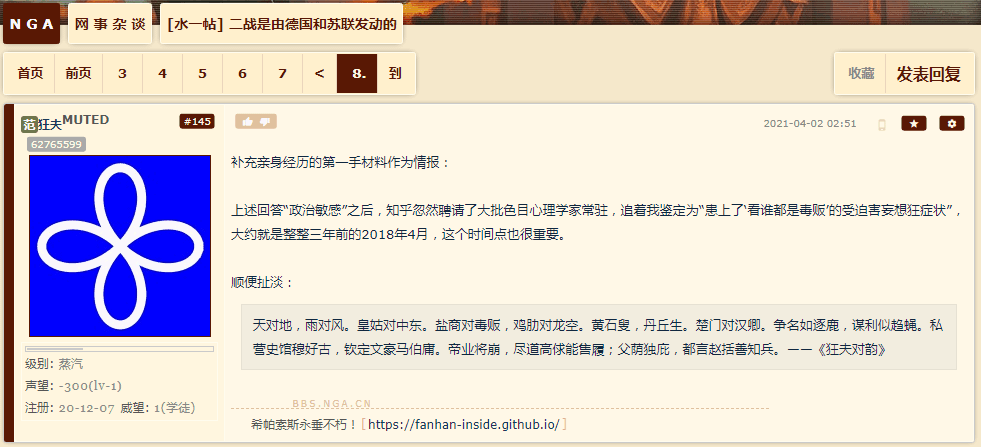 NGA 网事杂谈 [水一帖] 二战是由德国和苏联发动的
首页 前页 3 4 5 6 7 < 8. 到 收藏 发表回复
范狂夫MUTED #145
62765599
2021-04-02 02:51
补充亲身经历的第一手材料作为情报：
上述回答“政治敏感”之后，知乎忽然聘请了大批色目心理学家常驻，追着我鉴定为“患上了‘看谁都是毒贩’的受迫害妄想狂症状”，
大约就是整整三年前的2018年4月，这个时间点也很重要。
顺便扯淡：
天对地，雨对风。皇姑对中东。盐商对毒贩，鸡肋对龙空。黄石叟，丹丘生。楚门对汉卿。争名如逐鹿，谋利似趋蝇。私
营史馆穆好古，钦定文豪马伯庸。帝业将崩，尽道高俅能售履；父荫独庇，都言赵括善知兵。——《狂夫对韵》
级别: 蒸汽
声望: -300(lv-1)
注册: 20-12-07 威望: 1(学徒)
BBS.NGA.CN
希帕索斯永垂不朽！[https://fanhan-inside.github.io/]